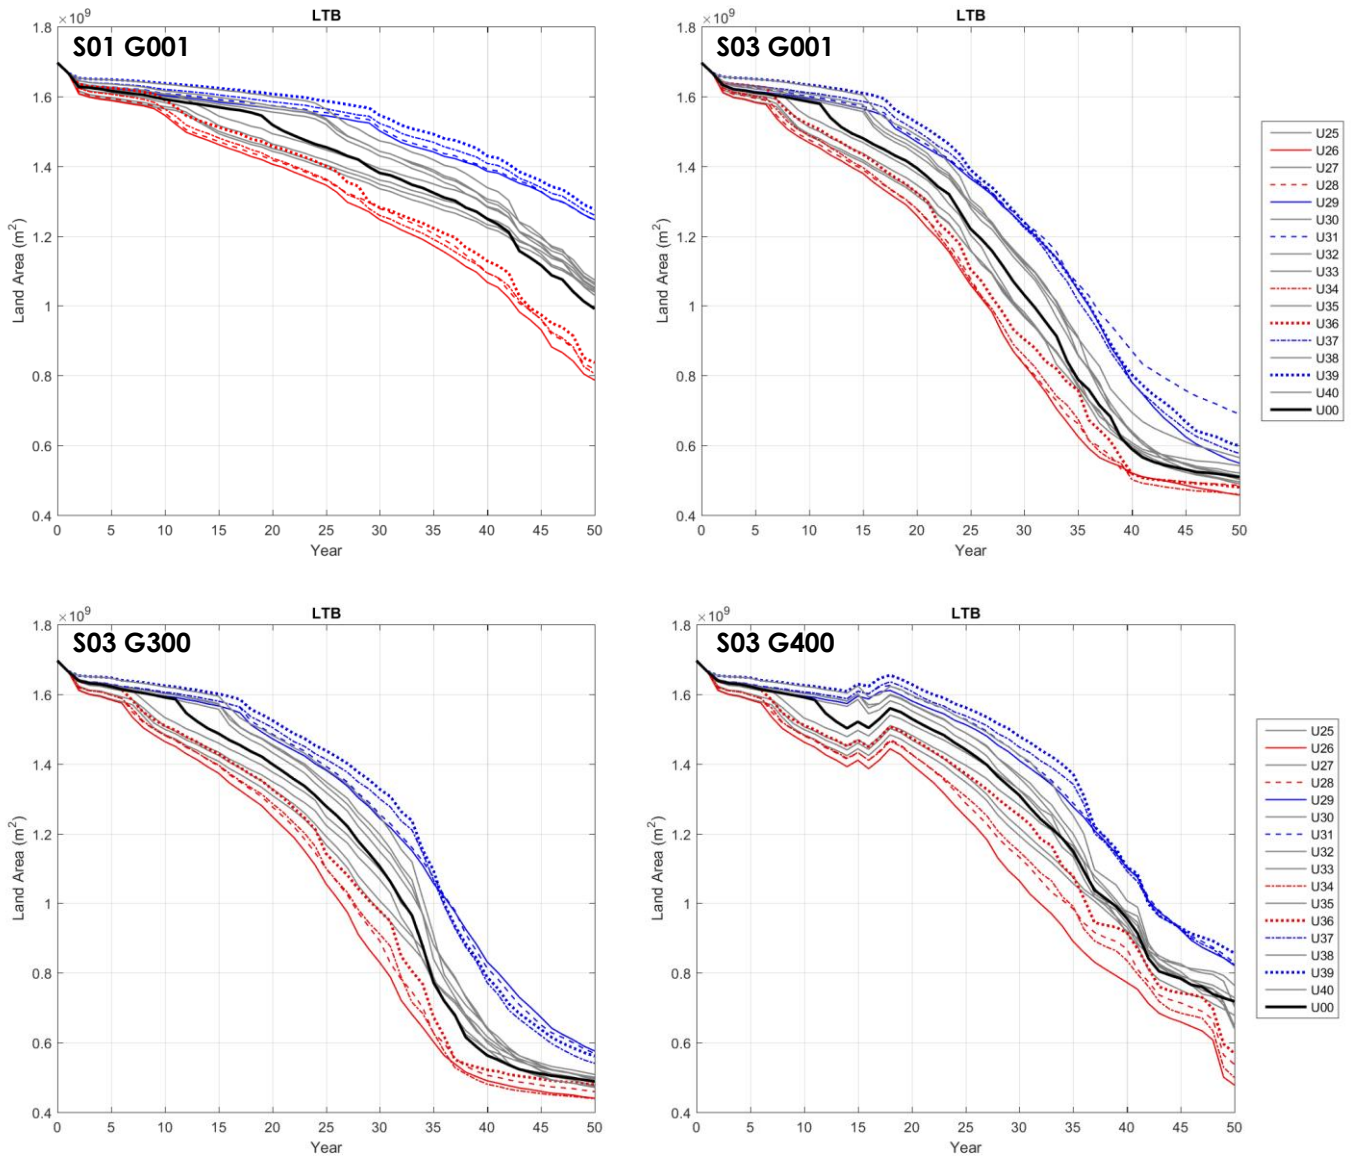 ×10⁹
LTB
1.8
S01 G001
1.6
1.4
1.2
1
0.8
0.6
0.4
Land Area (m²)
0 5 10 15 20 25 30 35 40 45 50
Year
×10⁹
LTB
1.8
S03 G001
1.6
1.4
1.2
1
0.8
0.6
0.4
Land Area (m²)
0 5 10 15 20 25 30 35 40 45 50
Year
U25
U26
U27
U28
U29
U30
U31
U32
U33
U34
U35
U36
U37
U38
U39
U40
U00
×10⁹
LTB
1.8
S03 G300
1.6
1.4
1.2
1
0.8
0.6
0.4
Land Area (m²)
0 5 10 15 20 25 30 35 40 45 50
Year
×10⁹
LTB
1.8
S03 G400
1.6
1.4
1.2
1
0.8
0.6
0.4
Land Area (m²)
0 5 10 15 20 25 30 35 40 45 50
Year
U25
U26
U27
U28
U29
U30
U31
U32
U33
U34
U35
U36
U37
U38
U39
U40
U00